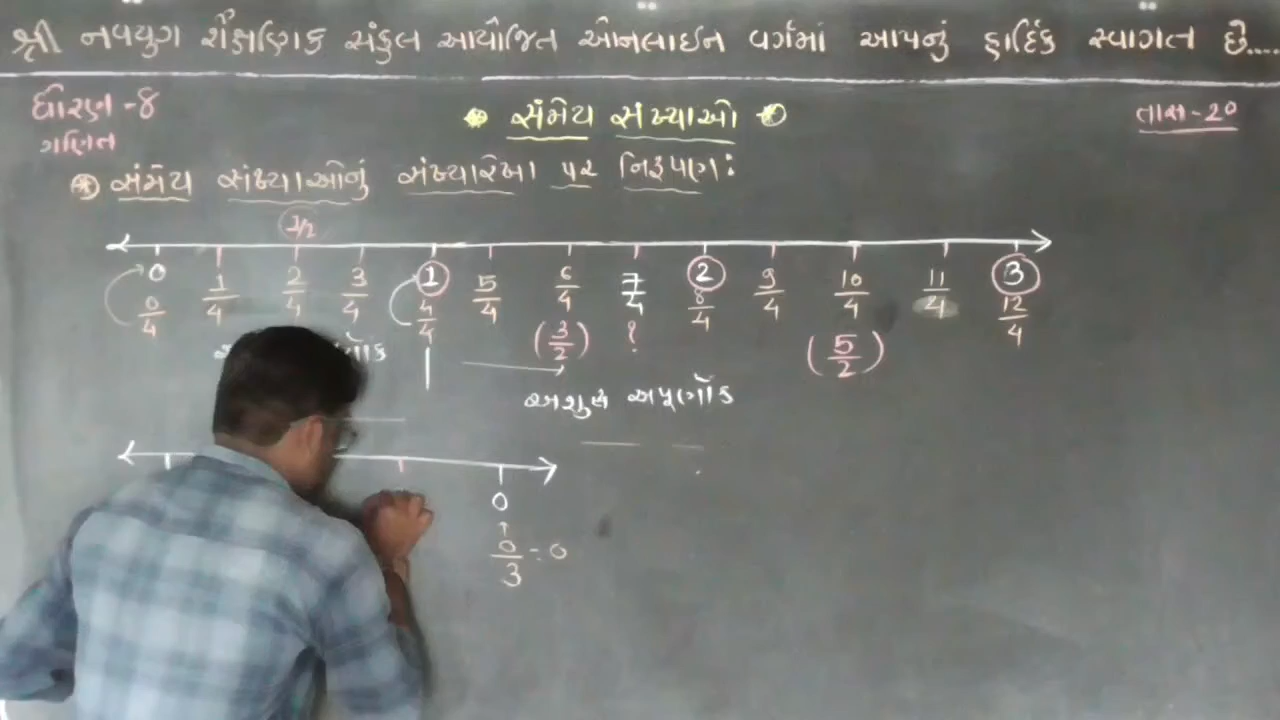 શ્રી નવયુગ શૈક્ષણિક સંકુલ આયોજિત ઓનલાઇન વર્ગમાં આપનું હાર્દિક સ્વાગત છે....
ધોરણ -8
ગણિત
* સંમેય સંખ્યાઓ *
તાસ-20
* સંમેય સંખ્યાઓનું સંખ્યારેખા પર નિરૂપણ:
1/2
0 1 2 3
0/4 1/4 2/4 3/4 4/4 5/4 6/4 7/4 8/4 9/4 10/4 11/4 12/4
(3/2) ? (5/2)
અશુદ્ધ અપૂર્ણાંક
0
0/3 = 0